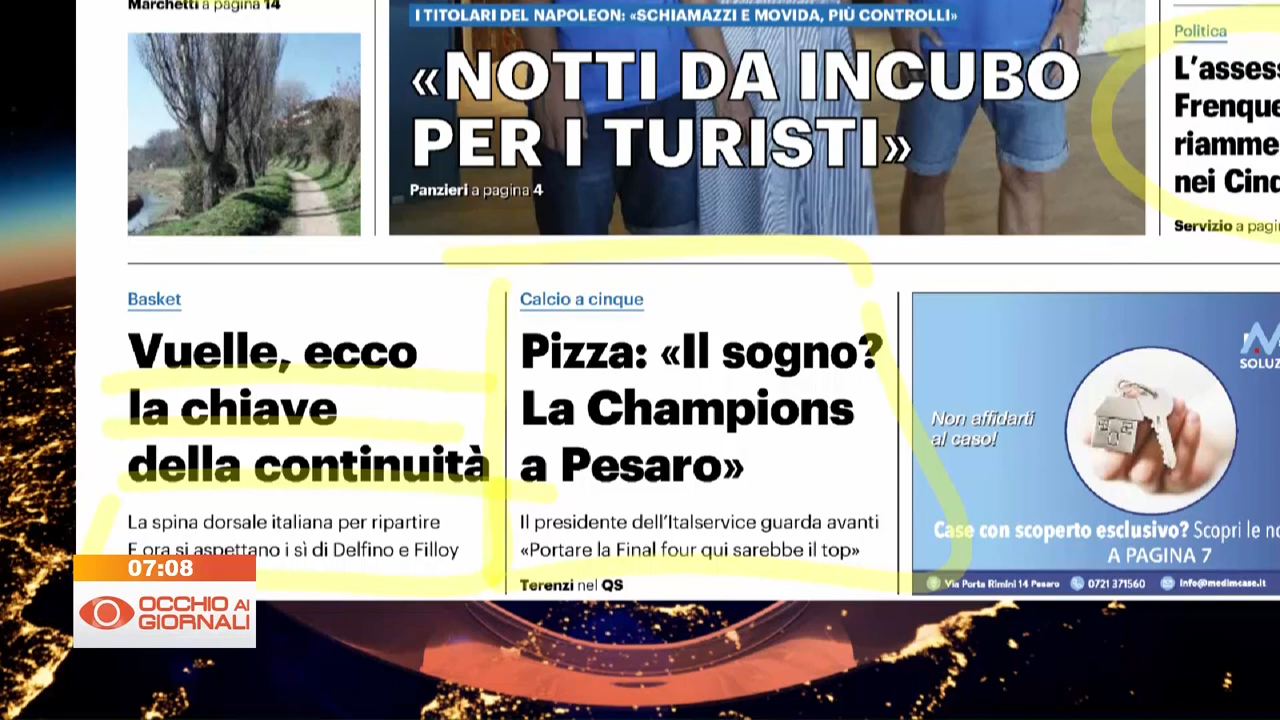 Marchetti a pagina 14
I TITOLARI DEL NAPOLEON: «SCHIAMAZZI E MOVIDA, PIÙ CONTROLLI»
«NOTTI DA INCUBO
PER I TURISTI»
Panzieri a pagina 4
Politica
L'assess
Frenque
riamme
nei Cinq
Servizio a pagi
Basket
Vuelle, ecco
la chiave
della continuità
La spina dorsale italiana per ripartire
E ora si aspettano i sì di Delfino e Filloy
Calcio a cinque
Pizza: «Il sogno?
La Champions
a Pesaro»
Il presidente dell'Italservice guarda avanti
«Portare la Final four qui sarebbe il top»
Terenzi nel QS
SOLUZ
Non affidarti
al caso!
Case con scoperto esclusivo? Scopri le no
A PAGINA 7
Via Porta Rimini 14 Pesaro 0721 371560 info@medimcase.it
07:08
OCCHIO AI
GIORNALI